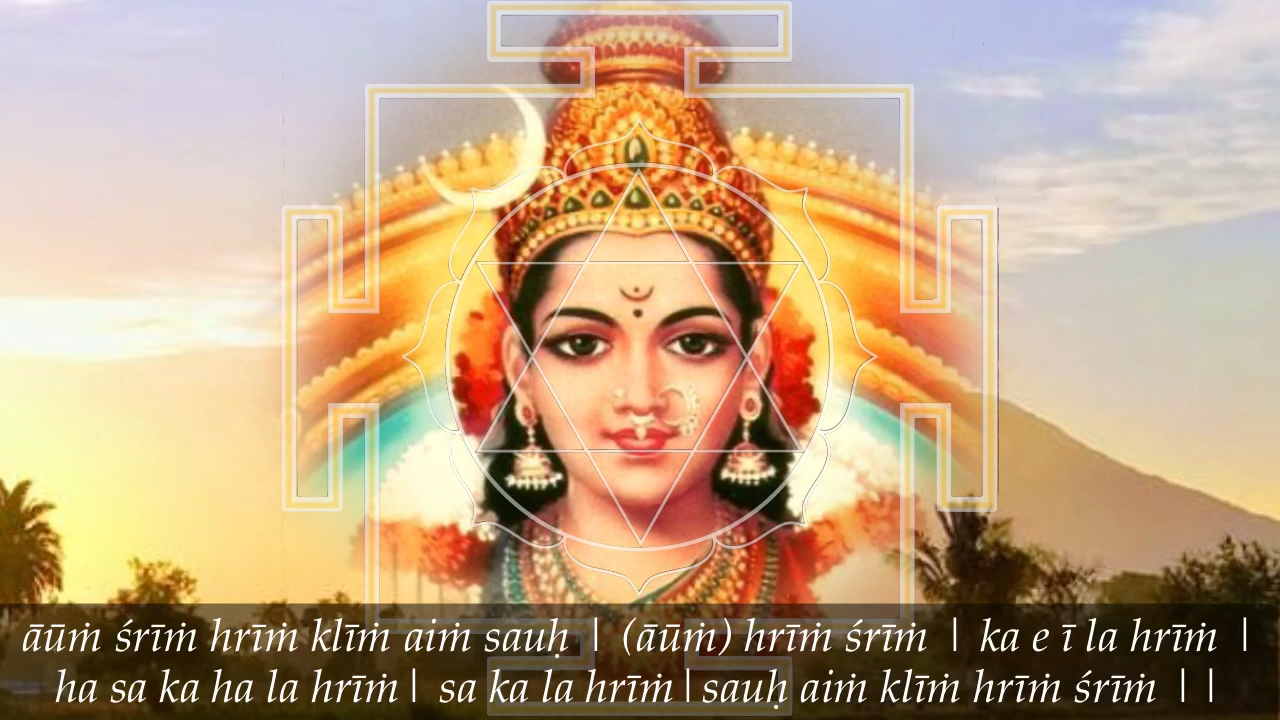 āūṁ śrīṁ hrīṁ klīṁ aiṁ sauḥ | (āūṁ) hrīṁ śrīṁ | ka e ī la hrīṁ |
ha sa ka ha la hrīṁ| sa ka la hrīṁ|sauḥ aiṁ klīṁ hrīṁ śrīṁ | |